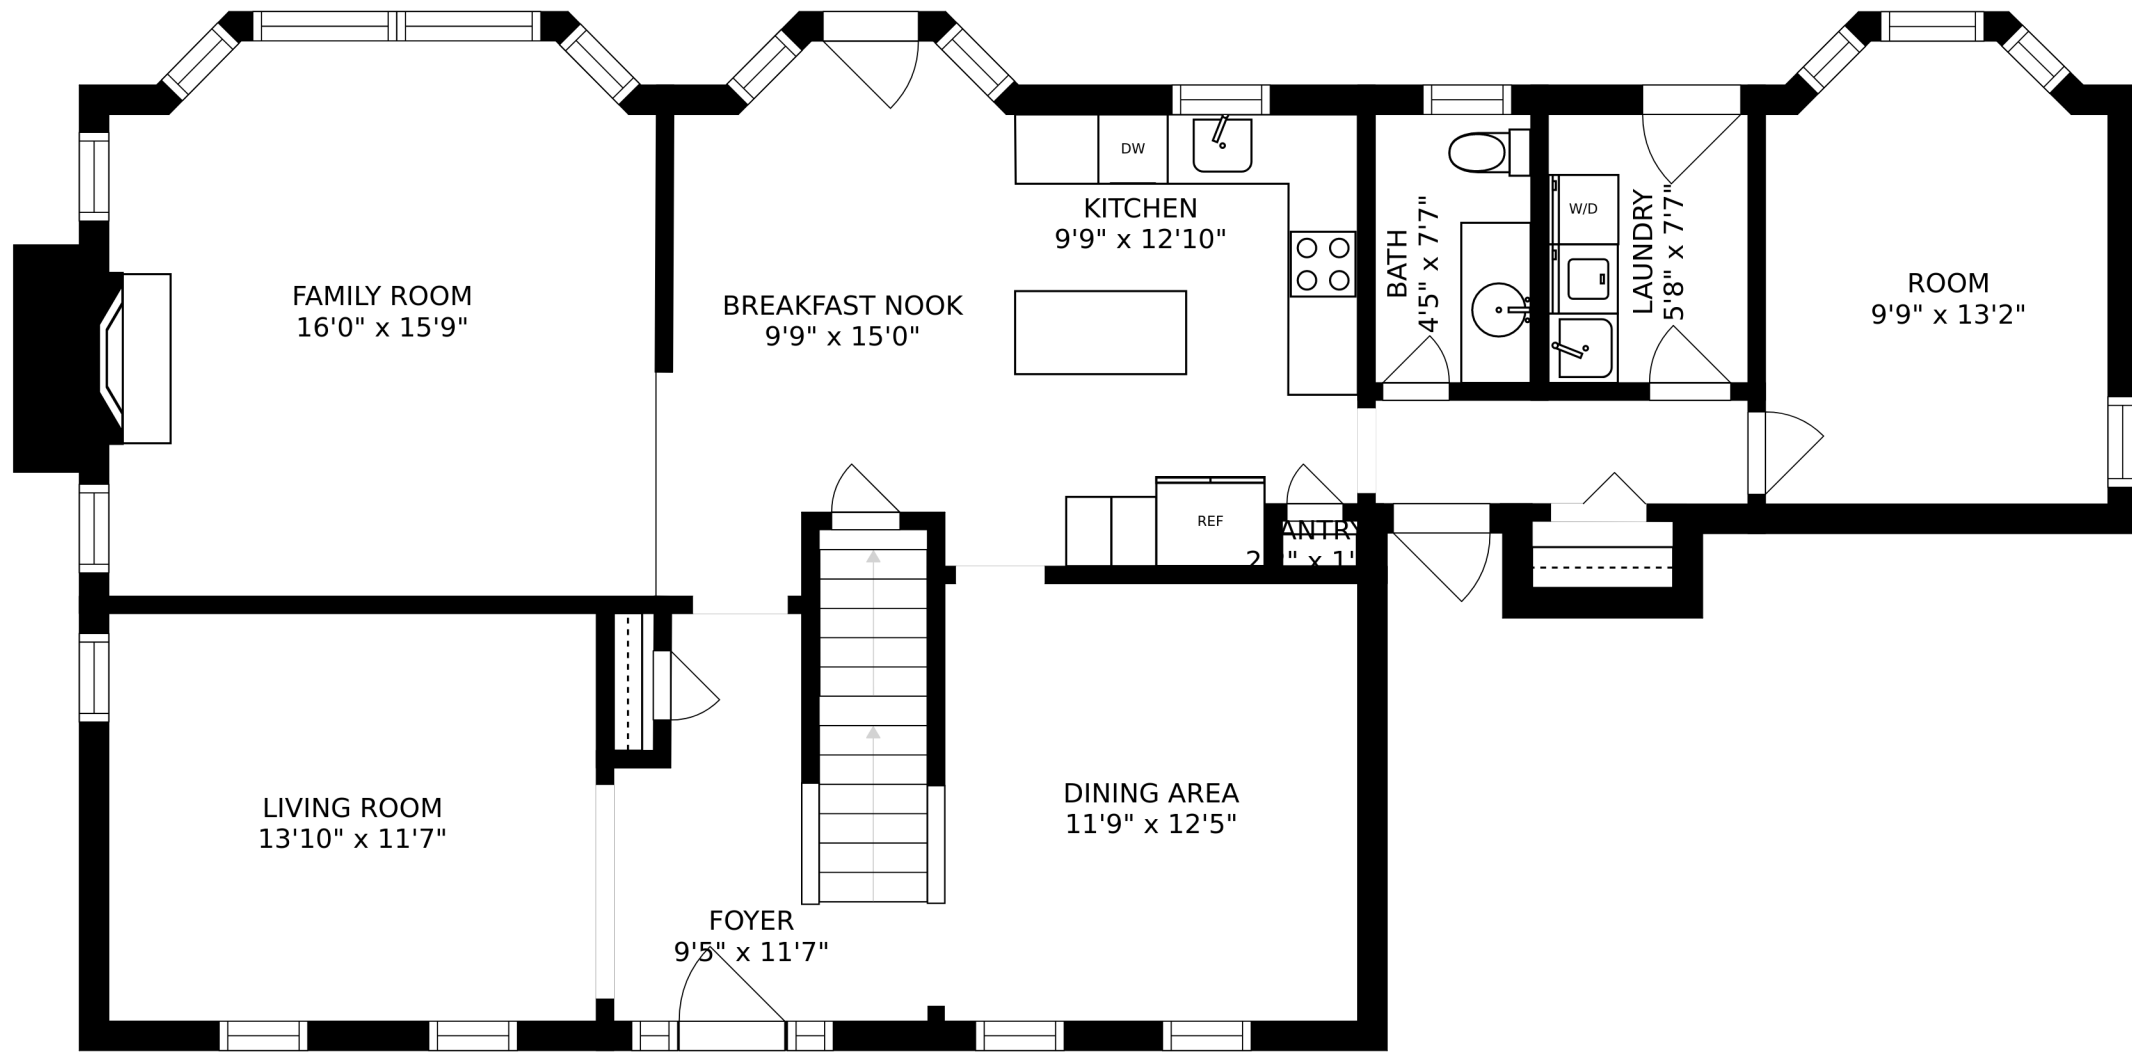 DW
KITCHEN
9'9" x 12'10"
W/D
BATH
4'5" x 7'7"
LAUNDRY
5'8" x 7'7"
ROOM
9'9" x 13'2"
FAMILY ROOM
16'0" x 15'9"
BREAKFAST NOOK
9'9" x 15'0"
REF
LIVING ROOM
13'10" x 11'7"
DINING AREA
11'9" x 12'5"
FOYER
9'5" x 11'7"